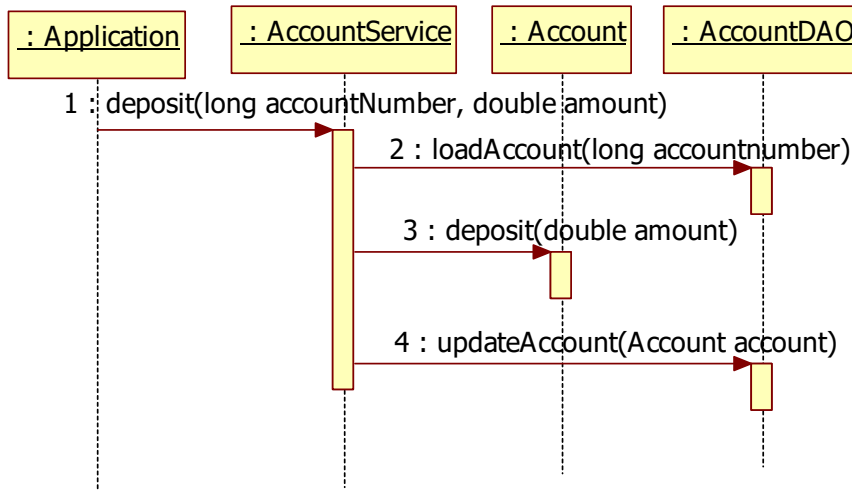 : Application
: AccountService
: Account
: AccountDAO
1 : deposit(long accountNumber, double amount)
2 : loadAccount(long accountnumber)
3 : deposit(double amount)
4 : updateAccount(Account account)